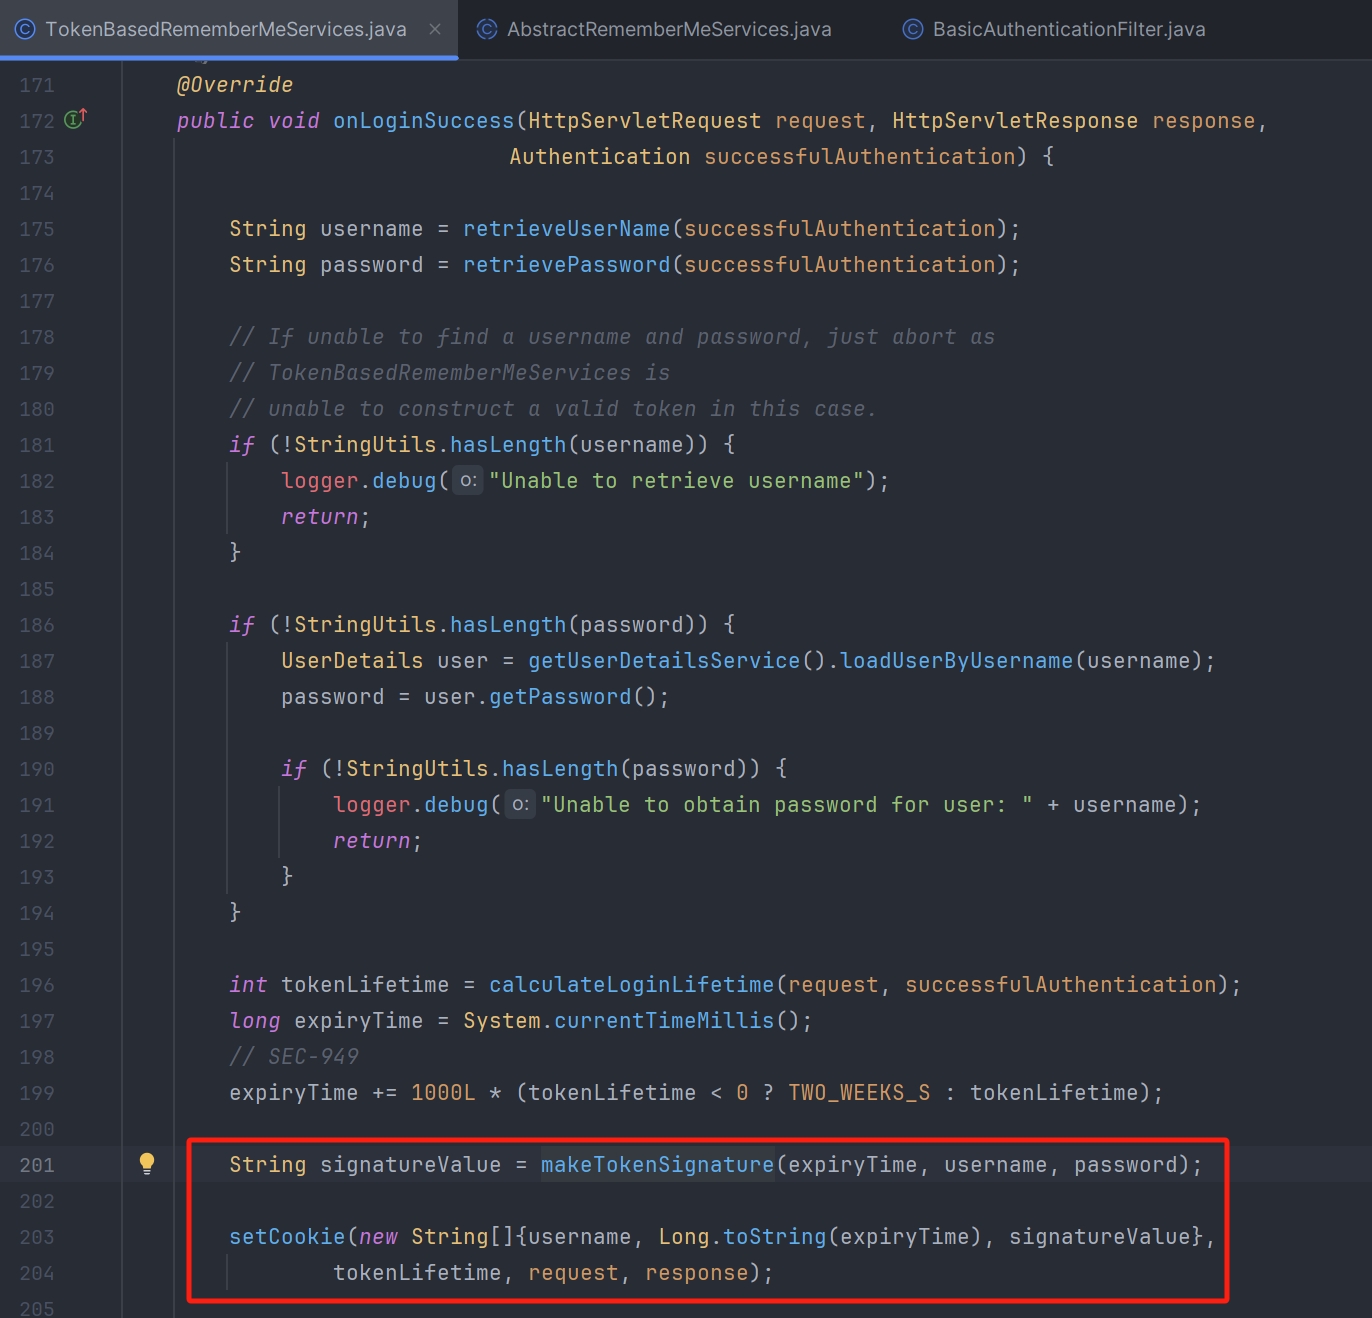 TokenBasedRememberMeServices.java AbstractRememberMeServices.java BasicAuthenticationFilter.java
171 @Override
172 public void onLoginSuccess(HttpServletRequest request, HttpServletResponse response,
173 Authentication successfulAuthentication) {
174
175 String username = retrieveUserName(successfulAuthentication);
176 String password = retrievePassword(successfulAuthentication);
177
178 // If unable to find a username and password, just abort as
179 // TokenBasedRememberMeServices is
180 // unable to construct a valid token in this case.
181 if (!StringUtils.hasLength(username)) {
182 logger.debug( o: "Unable to retrieve username");
183 return;
184 }
185
186 if (!StringUtils.hasLength(password)) {
187 UserDetails user = getUserDetailsService().loadUserByUsername(username);
188 password = user.getPassword();
189
190 if (!StringUtils.hasLength(password)) {
191 logger.debug( o: "Unable to obtain password for user: " + username);
192 return;
193 }
194 }
195
196 int tokenLifetime = calculateLoginLifetime(request, successfulAuthentication);
197 long expiryTime = System.currentTimeMillis();
198 // SEC-949
199 expiryTime += 1000L * (tokenLifetime < 0 ? TWO_WEEKS_S : tokenLifetime);
200
201 String signatureValue = makeTokenSignature(expiryTime, username, password);
202
203 setCookie(new String[]{username, Long.toString(expiryTime), signatureValue},
204 tokenLifetime, request, response);
205